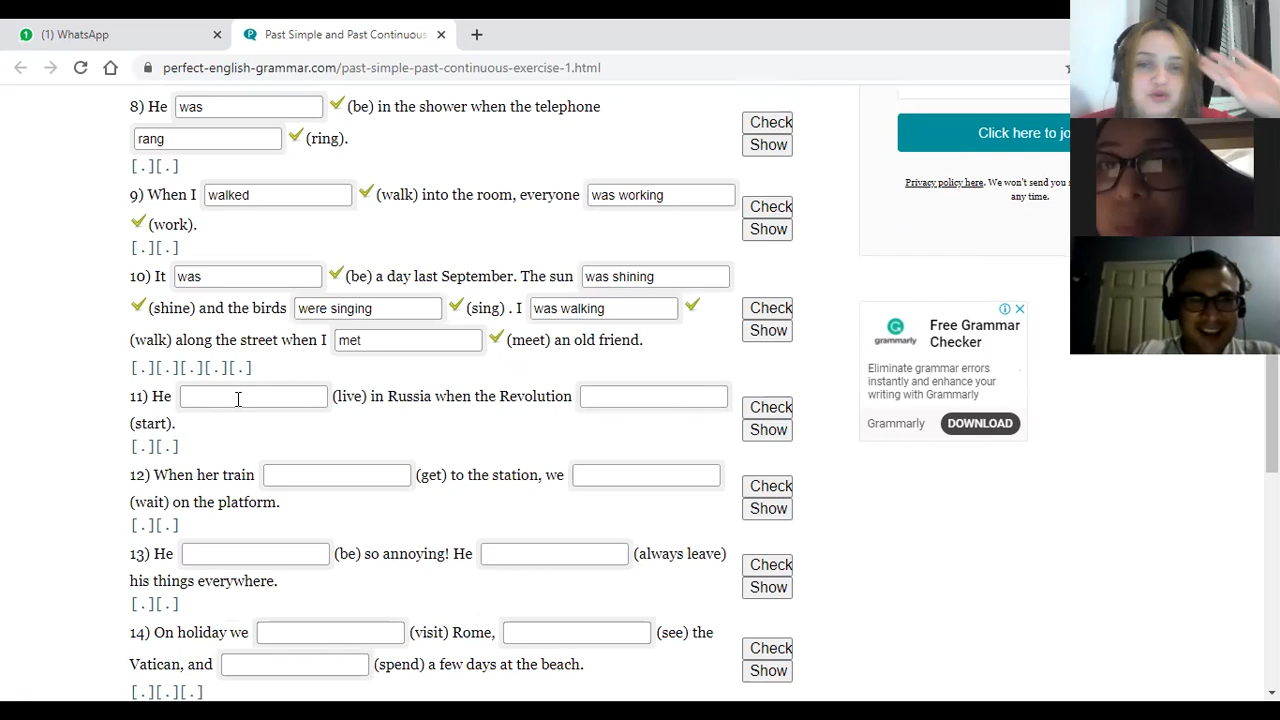 (1) WhatsApp
Past Simple and Past Continuous
perfect-english-grammar.com/past-simple-past-continuous-exercise-1.html
8) He was (be) in the shower when the telephone
rang (ring).
Check
Show
[.][.]
9) When I walked (walk) into the room, everyone was working
(work).
Check
Show
[.][.]
10) It was (be) a day last September. The sun was shining
(shine) and the birds were singing (sing) . I was walking
(walk) along the street when I met (meet) an old friend.
Check
Show
[.][.][.][.][.]
11) He (live) in Russia when the Revolution
(start).
Check
Show
[.][.]
12) When her train (get) to the station, we
(wait) on the platform.
Check
Show
[.][.]
13) He (be) so annoying! He (always leave)
his things everywhere.
Check
Show
[.][.]
14) On holiday we (visit) Rome, (see) the
Vatican, and (spend) a few days at the beach.
Check
Show
[.][.][.]
Click here to jo
Privacy policy here. We won't send you
any time.
grammarly
Free Grammar
Checker
Eliminate grammar errors
instantly and enhance your
writing with Grammarly
Grammarly DOWNLOAD